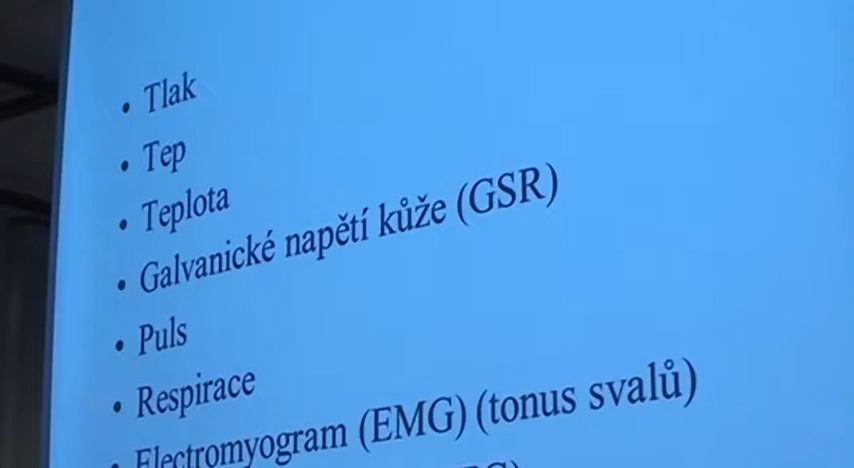 • Tlak
• Tep
• Teplota
• Galvanické napětí kůže (GSR)
• Puls
• Respirace
• Electromyogram (EMG) (tonus svalů)